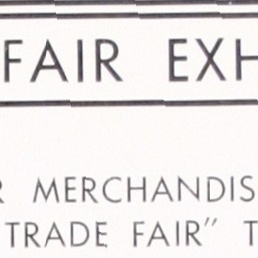 FAIR EXH
R MERCHANDIS
TRADE FAIR" T